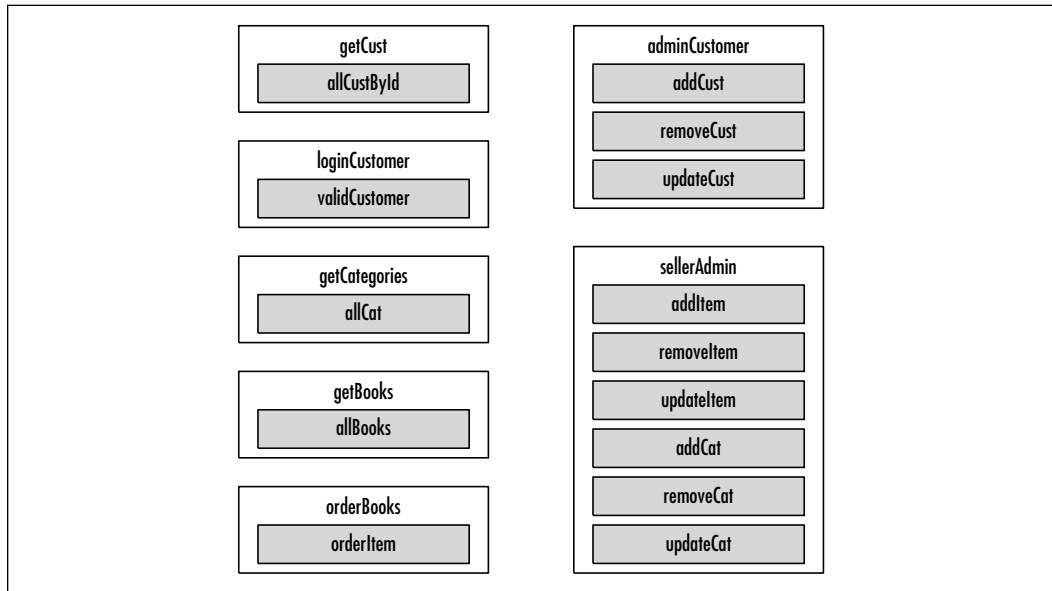 getCust
allCustById
loginCustomer
validCustomer
getCategories
allCat
getBooks
allBooks
orderBooks
orderItem
adminCustomer
addCust
removeCust
updateCust
sellerAdmin
addItem
removeItem
updateItem
addCat
removeCat
updateCat